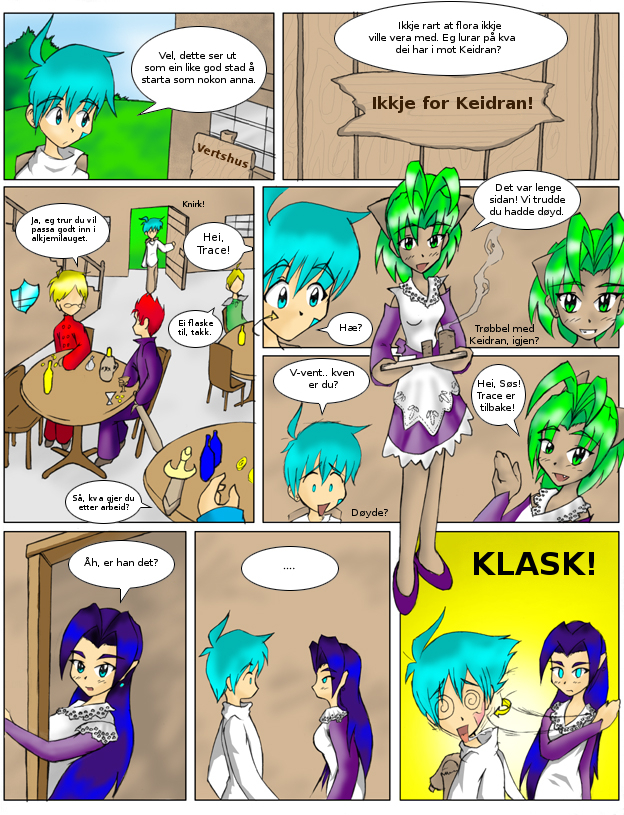 Vel, dette ser ut
som ein like god stad å
starta som nokon anna.
Vertshus
Ikkje rart at flora ikkje
ville vera med. Eg lurar på kva
dei har i mot Keidran?
Ikkje for Keidran!
Ja, eg trur du vil
passa godt inn i
alkjemilauget.
Knirk!
Hei,
Trace!
Ei flaske
til, takk.
Så, kva gjer du
etter arbeid?
Det var lenge
sidan! Vi trudde
du hadde døyd.
Hæ?
Trøbbel med
Keidran, igjen?
V-vent.. kven
er du?
Døyde?
Hei, Søs!
Trace er
tilbake!
Åh, er han det?
....
KLASK!